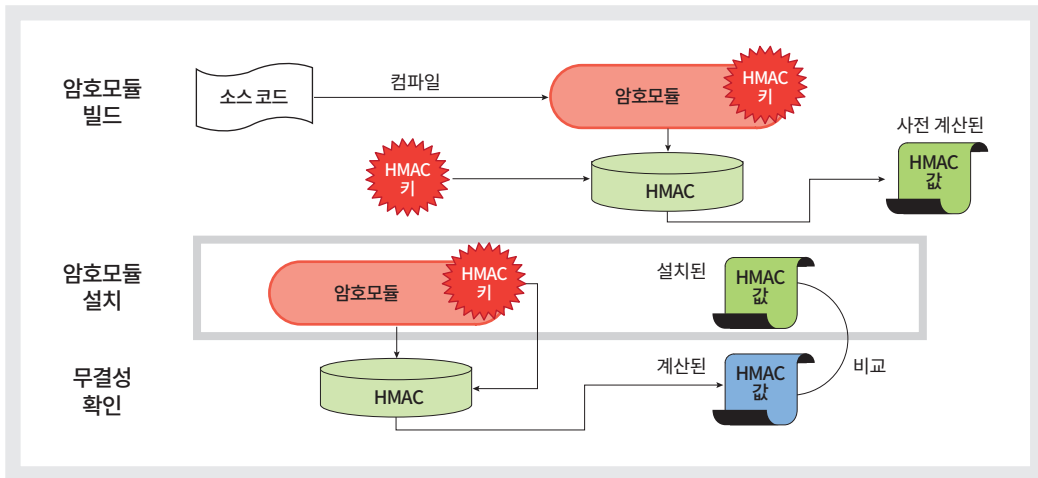 암호모듈
빌드
소스 코드
컴파일
암호모듈
HMAC
키
HMAC
키
HMAC
사전 계산된
HMAC
값
암호모듈
설치
암호모듈
HMAC
키
설치된
HMAC
값
무결성
확인
HMAC
계산된
HMAC
값
비교